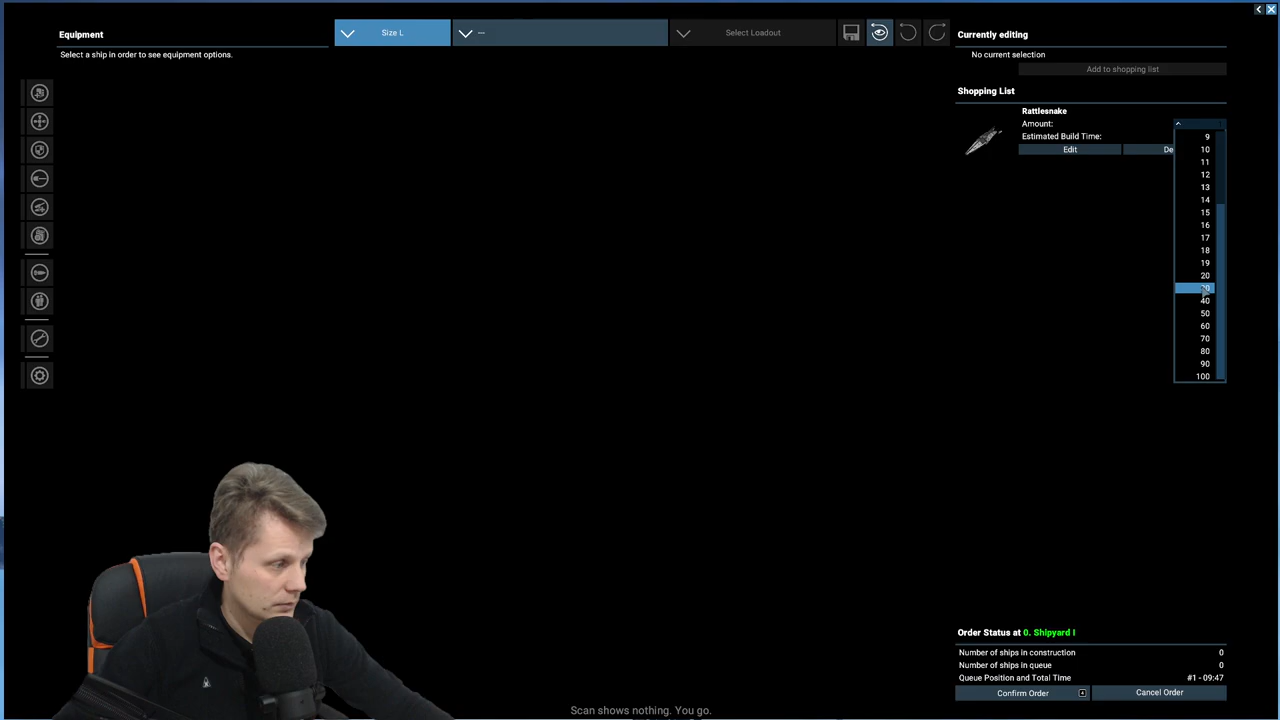 Equipment
Select a ship in order to see equipment options.
Size L
---
Select Loadout
Currently editing
No current selection
Add to shopping list
Shopping List
Rattlesnake
Amount:
Estimated Build Time:
Edit
De
9
10
11
12
13
14
15
16
17
18
19
20
40
50
60
70
80
90
100
Order Status at 0. Shipyard I
Number of ships in construction 0
Number of ships in queue 0
Queue Position and Total Time #1 - 09:47
Confirm Order
Cancel Order
Scan shows nothing. You go.